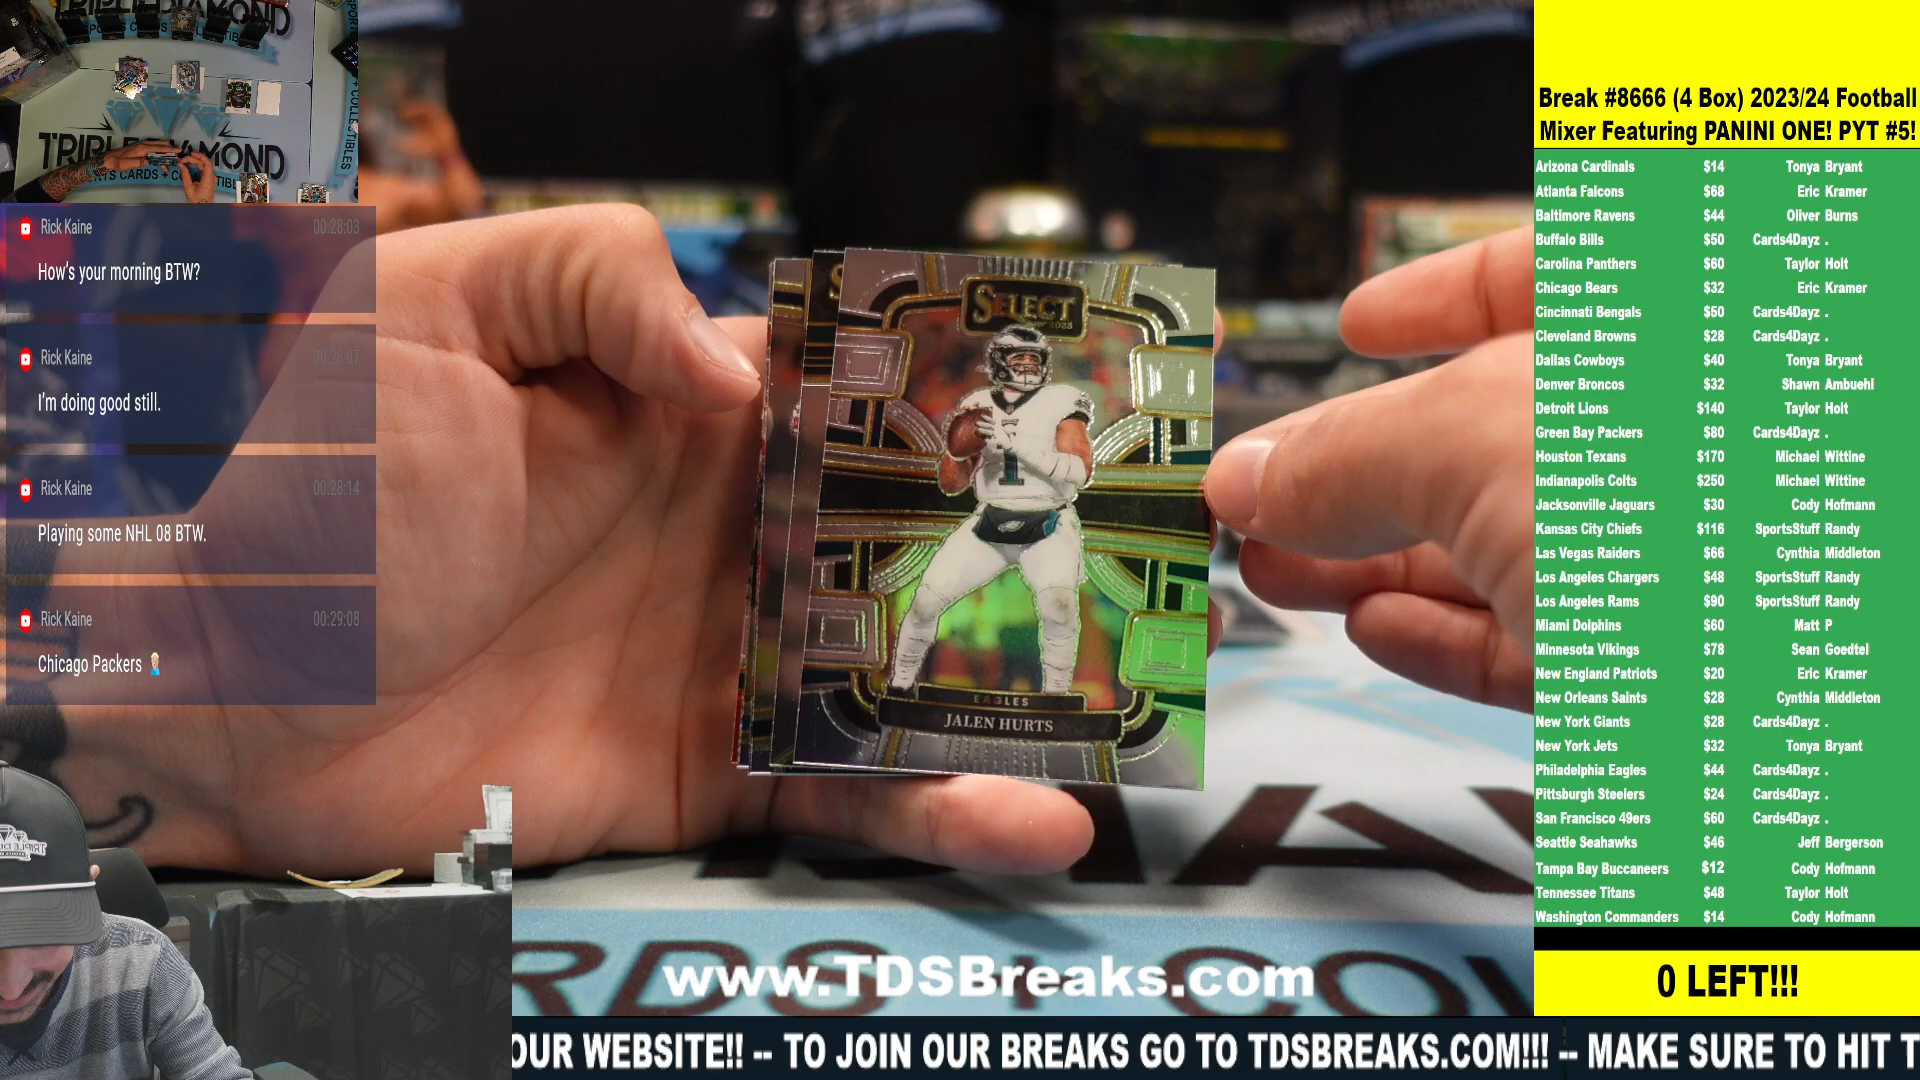 TRIPLE DIAMOND
SPORTS CARDS + COLLECTIBLES
TRIPLE DIAMOND
Rick Kaine 00:28:03
How's your morning BTW?
Rick Kaine 00:28:07
I'm doing good still.
Rick Kaine 00:28:14
Playing some NHL 08 BTW.
Rick Kaine 00:29:08
Chicago Packers
SELECT
2023
1
EAGLES
JALEN HURTS
www.TDSBreaks.com
OUR WEBSITE!! -- TO JOIN OUR BREAKS GO TO TDSBREAKS.COM!!! -- MAKE SURE TO HIT T
Break #8666 (4 Box) 2023/24 Football
Mixer Featuring PANINI ONE! PYT #5!
Arizona Cardinals $14 Tonya Bryant
Atlanta Falcons $68 Eric Kramer
Baltimore Ravens $44 Oliver Burns
Buffalo Bills $50 Cards4Dayz .
Carolina Panthers $60 Taylor Holt
Chicago Bears $32 Eric Kramer
Cincinnati Bengals $50 Cards4Dayz .
Cleveland Browns $28 Cards4Dayz .
Dallas Cowboys $40 Tonya Bryant
Denver Broncos $32 Shawn Ambuehl
Detroit Lions $140 Taylor Holt
Green Bay Packers $80 Cards4Dayz .
Houston Texans $170 Michael Wittine
Indianapolis Colts $250 Michael Wittine
Jacksonville Jaguars $30 Cody Hofmann
Kansas City Chiefs $116 SportsStuff Randy
Las Vegas Raiders $66 Cynthia Middleton
Los Angeles Chargers $48 SportsStuff Randy
Los Angeles Rams $90 SportsStuff Randy
Miami Dolphins $60 Matt P
Minnesota Vikings $78 Sean Goedtel
New England Patriots $20 Eric Kramer
New Orleans Saints $28 Cynthia Middleton
New York Giants $28 Cards4Dayz .
New York Jets $32 Tonya Bryant
Philadelphia Eagles $44 Cards4Dayz .
Pittsburgh Steelers $24 Cards4Dayz .
San Francisco 49ers $60 Cards4Dayz .
Seattle Seahawks $46 Jeff Bergerson
Tampa Bay Buccaneers $12 Cody Hofmann
Tennessee Titans $48 Taylor Holt
Washington Commanders $14 Cody Hofmann
0 LEFT!!!